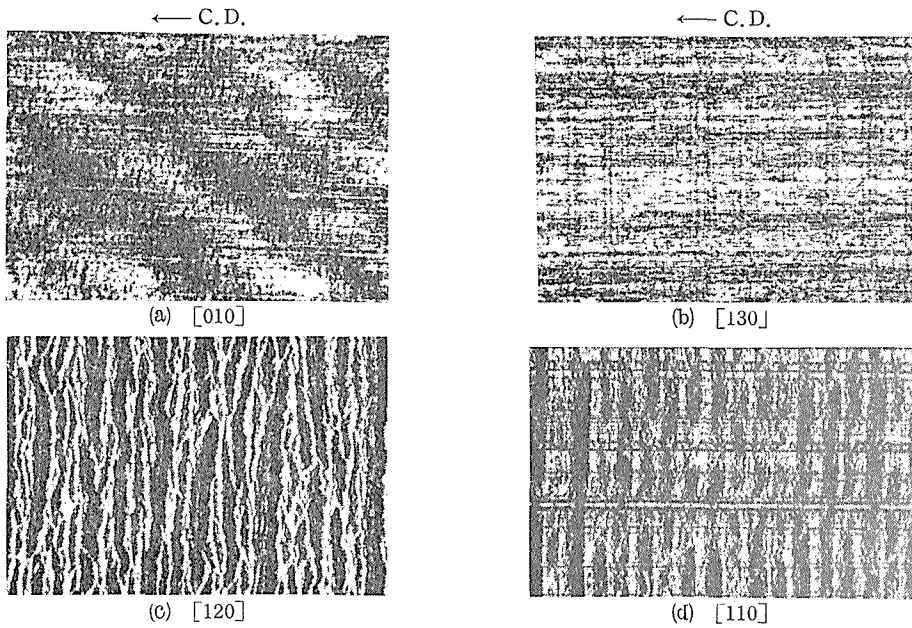 ← C.D.
← C.D.
(a) [010]
(b) [130]
(c) [120]
(d) [110]